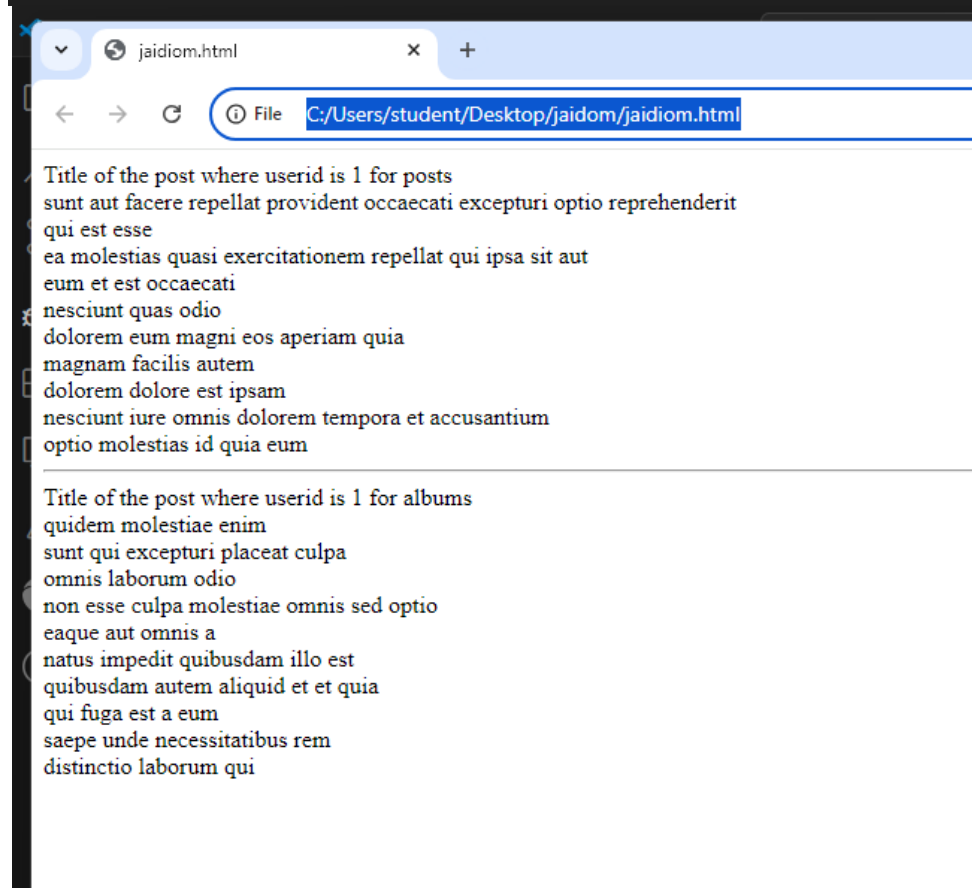 jaidiom.html
File C:/Users/student/Desktop/jaidom/jaidiom.html
Title of the post where userid is 1 for posts
sunt aut facere repellat provident occaecati excepturi optio reprehenderit
qui est esse
ea molestias quasi exercitationem repellat qui ipsa sit aut
eum et est occaecati
nesciunt quas odio
dolorem eum magni eos aperiam quia
magnam facilis autem
dolorem dolore est ipsam
nesciunt iure omnis dolorem tempora et accusantium
optio molestias id quia eum
Title of the post where userid is 1 for albums
quidem molestiae enim
sunt qui excepturi placeat culpa
omnis laborum odio
non esse culpa molestiae omnis sed optio
eaque aut omnis a
natus impedit quibusdam illo est
quibusdam autem aliquid et et quia
qui fuga est a eum
saepe unde necessitatibus rem
distinctio laborum qui